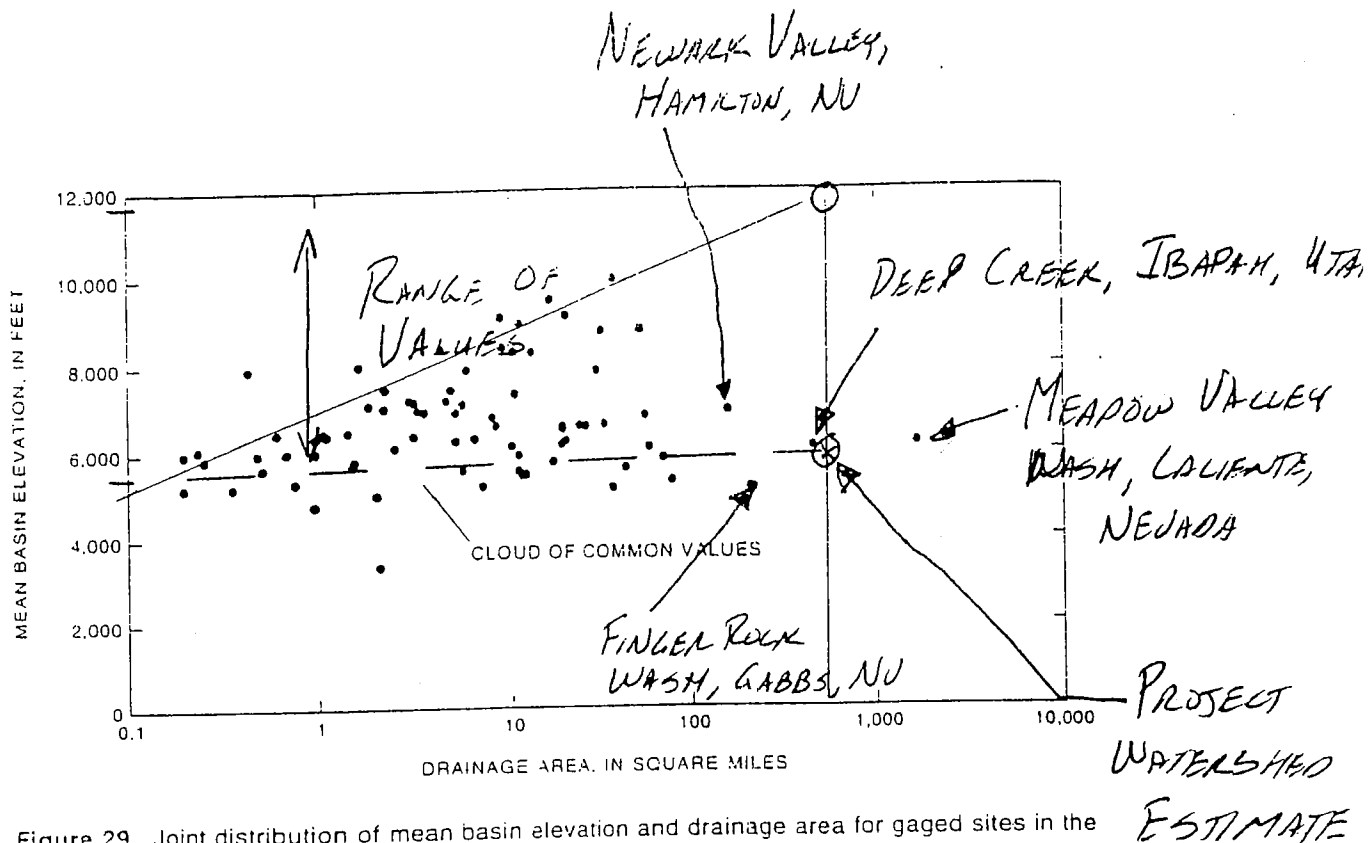 NEWARK VALLEY,
HAMILTON, NV
12,000
10,000
8,000
6,000
4,000
2,000
0
MEAN BASIN ELEVATION, IN FEET
RANGE OF
VALUES
DEEP CREEK, IBAPAH, UTA
MEADOW VALLEY
WASH, CALIENTE,
NEVADA
CLOUD OF COMMON VALUES
FINGER ROCK
WASH, GABBS, NV
0.1
1
10
100
1,000
10,000
DRAINAGE AREA, IN SQUARE MILES
PROJECT
WATERSHED
ESTIMATE
Figure 29. Joint distribution of mean basin elevation and drainage area for gaged sites in the